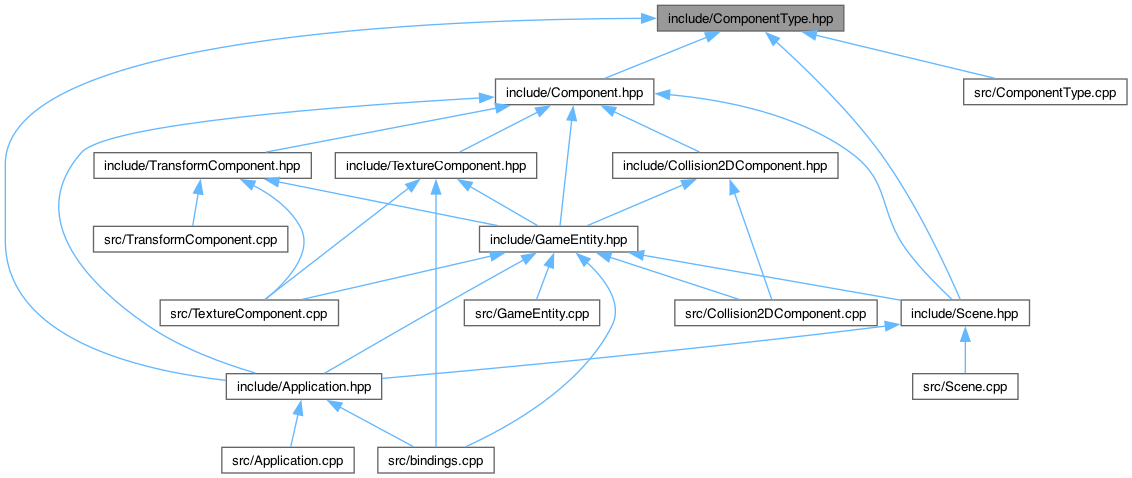 include/ComponentType.hpp
include/Component.hpp
src/ComponentType.cpp
include/TransformComponent.hpp
include/TextureComponent.hpp
include/Collision2DComponent.hpp
src/TransformComponent.cpp
include/GameEntity.hpp
src/TextureComponent.cpp
src/GameEntity.cpp
src/Collision2DComponent.cpp
include/Scene.hpp
include/Application.hpp
src/Scene.cpp
src/Application.cpp
src/bindings.cpp